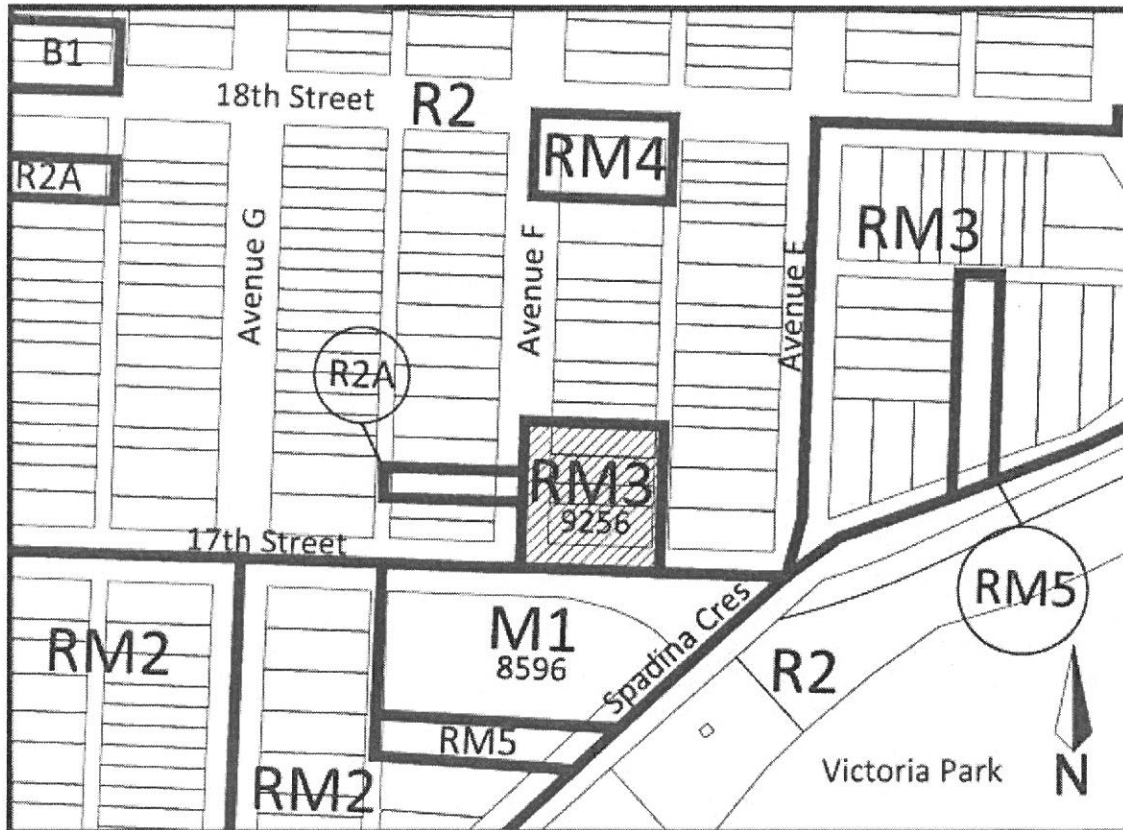 B1
18th Street
R2
RM4
R2A
RM3
Avenue G
Avenue F
Avenue E
R2A
RM3
9256
17th Street
RM5
M1
8596
RM2
Spadina Cres
R2
RM5
RM2
Victoria Park
N